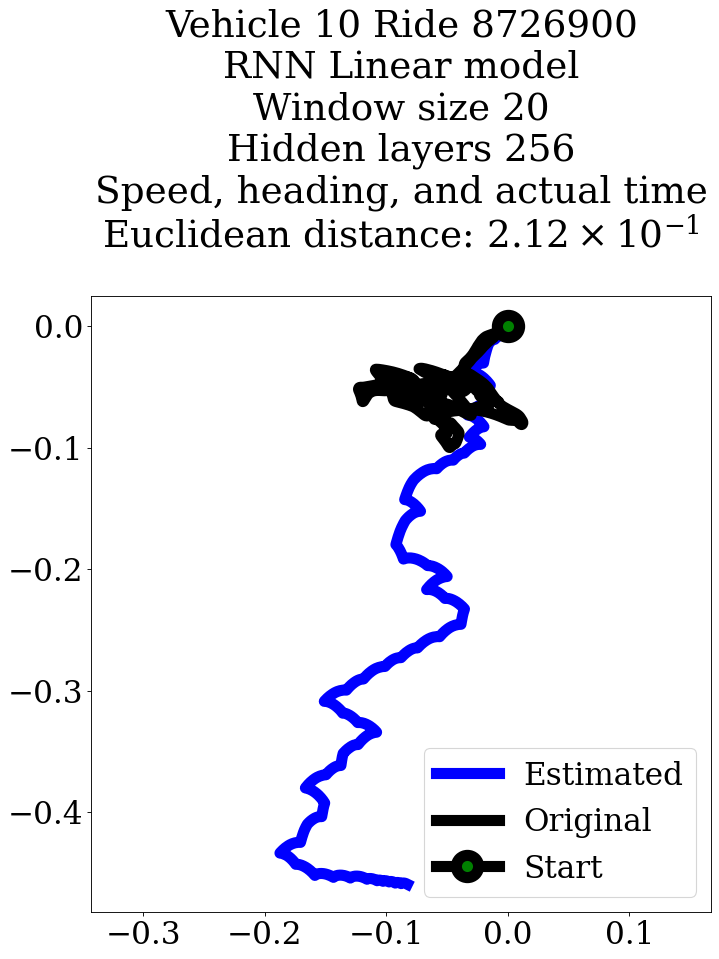 Vehicle 10 Ride 8726900
RNN Linear model
Window size 20
Hidden layers 256
Speed, heading, and actual time
Euclidean distance: 2.12 × 10⁻¹
0.0
−0.1
−0.2
−0.3
−0.4
Estimated
Original
Start
−0.3 −0.2 −0.1 0.0 0.1